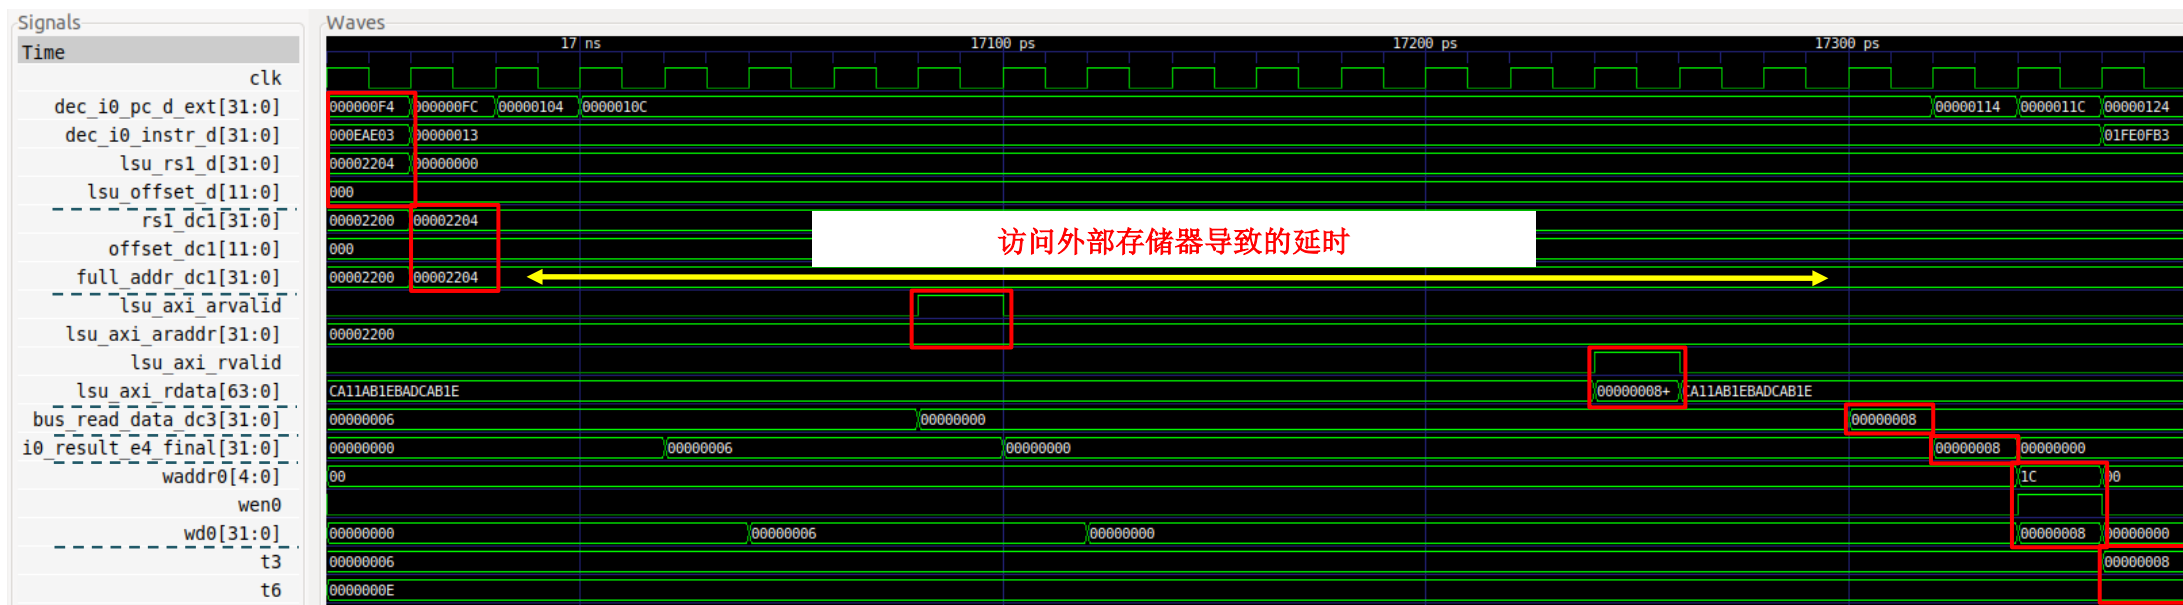 Signals
Waves
Time
17 ns
17100 ps
17200 ps
17300 ps
clk
dec_i0_pc_d_ext[31:0]
000000F4
000000FC
00000104
0000010C
00000114
0000011C
00000124
dec_i0_instr_d[31:0]
000EAE03
00000013
01FE0FB3
lsu_rs1_d[31:0]
00002204
00000000
lsu_offset_d[11:0]
000
rs1_dc1[31:0]
00002200
00002204
访问外部存储器导致的延时
offset_dc1[11:0]
000
full_addr_dc1[31:0]
00002200
00002204
lsu_axi_arvalid
lsu_axi_araddr[31:0]
00002200
lsu_axi_rvalid
lsu_axi_rdata[63:0]
CA11AB1EBADCAB1E
00000008+
CA11AB1EBADCAB1E
bus_read_data_dc3[31:0]
00000006
00000000
00000008
i0_result_e4_final[31:0]
00000000
00000006
00000000
00000008
00000000
waddr0[4:0]
00
1C
00
wen0
wd0[31:0]
00000000
00000006
00000000
00000008
00000000
t3
00000006
00000008
t6
0000000E